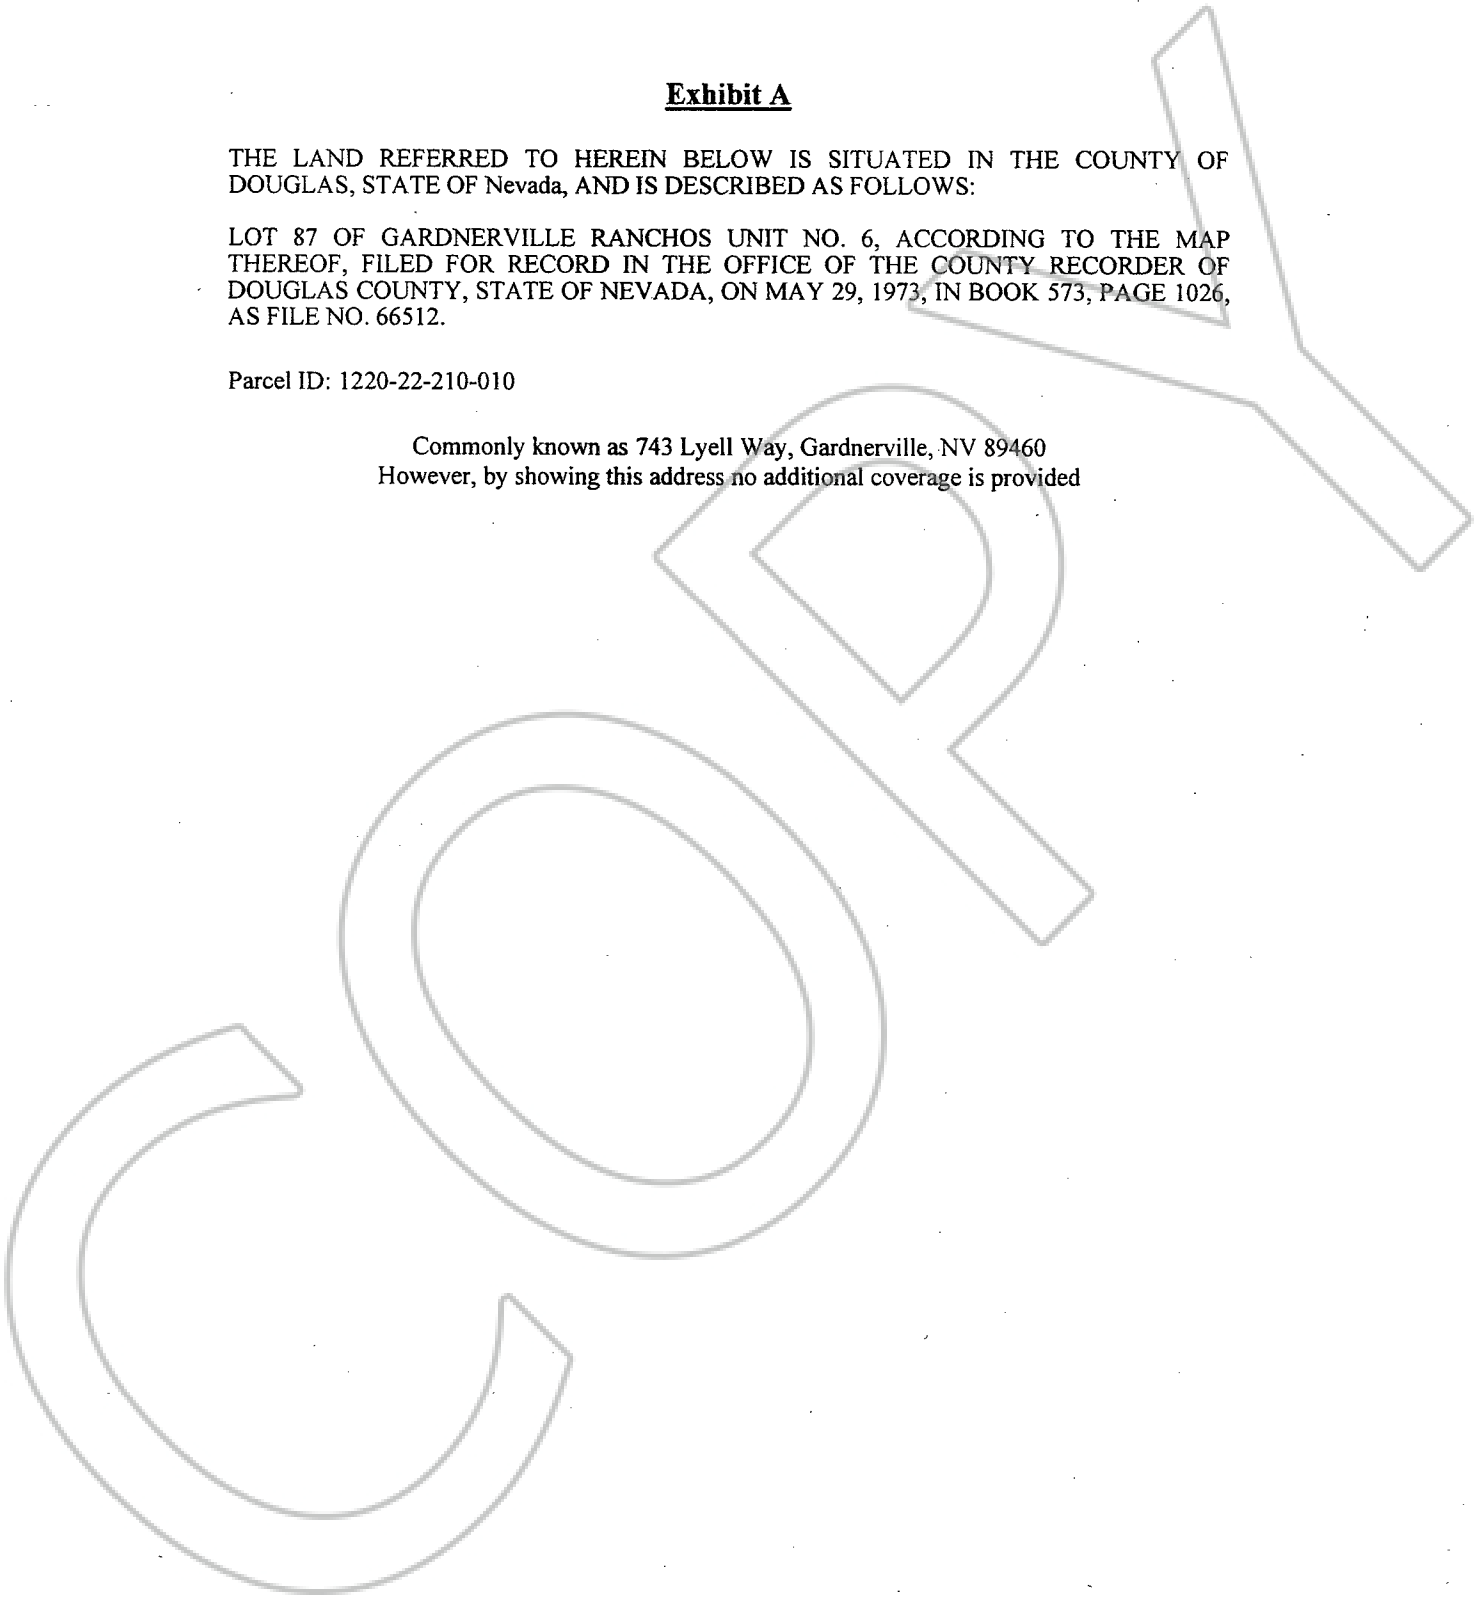 Exhibit A
THE LAND REFERRED TO HEREIN BELOW IS SITUATED IN THE COUNTY OF
DOUGLAS, STATE OF Nevada, AND IS DESCRIBED AS FOLLOWS:
LOT 87 OF GARDNERVILLE RANCHOS UNIT NO. 6, ACCORDING TO THE MAP
THEREOF, FILED FOR RECORD IN THE OFFICE OF THE COUNTY RECORDER OF
DOUGLAS COUNTY, STATE OF NEVADA, ON MAY 29, 1973, IN BOOK 573, PAGE 1026,
AS FILE NO. 66512.
Parcel ID: 1220-22-210-010
Commonly known as 743 Lyell Way, Gardnerville, NV 89460
However, by showing this address no additional coverage is provided
COPY